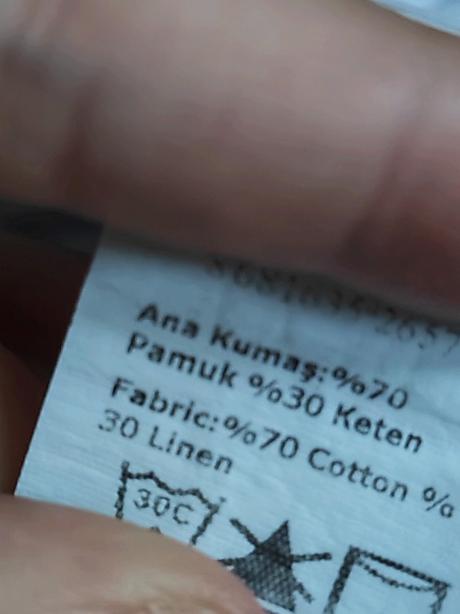 Ana Kumaş:%70
Pamuk %30 Keten
Fabric:%70 Cotton %
30 Linen
30C